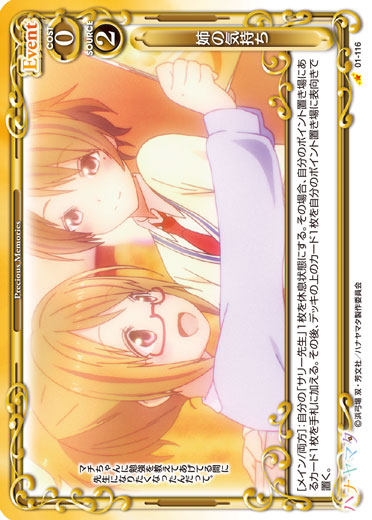 Event
COST
0
SOURCE
2
姉の気持ち
01-116
Precious Memories
マチちゃんに勉強を教えてあげてる間に
先生になりたくなったんだって。
[メイン/両方]：自分の「サリー先生」1枚を休息状態にする。その場合、自分のポイント置き場にあ
るカード1枚を手札に加える。その後、デッキの上のカード1枚を自分のポイント置き場に表向きで
置く。
ハナヤマタ
©浜弓場 双・芳文社／ハナヤマタ製作委員会